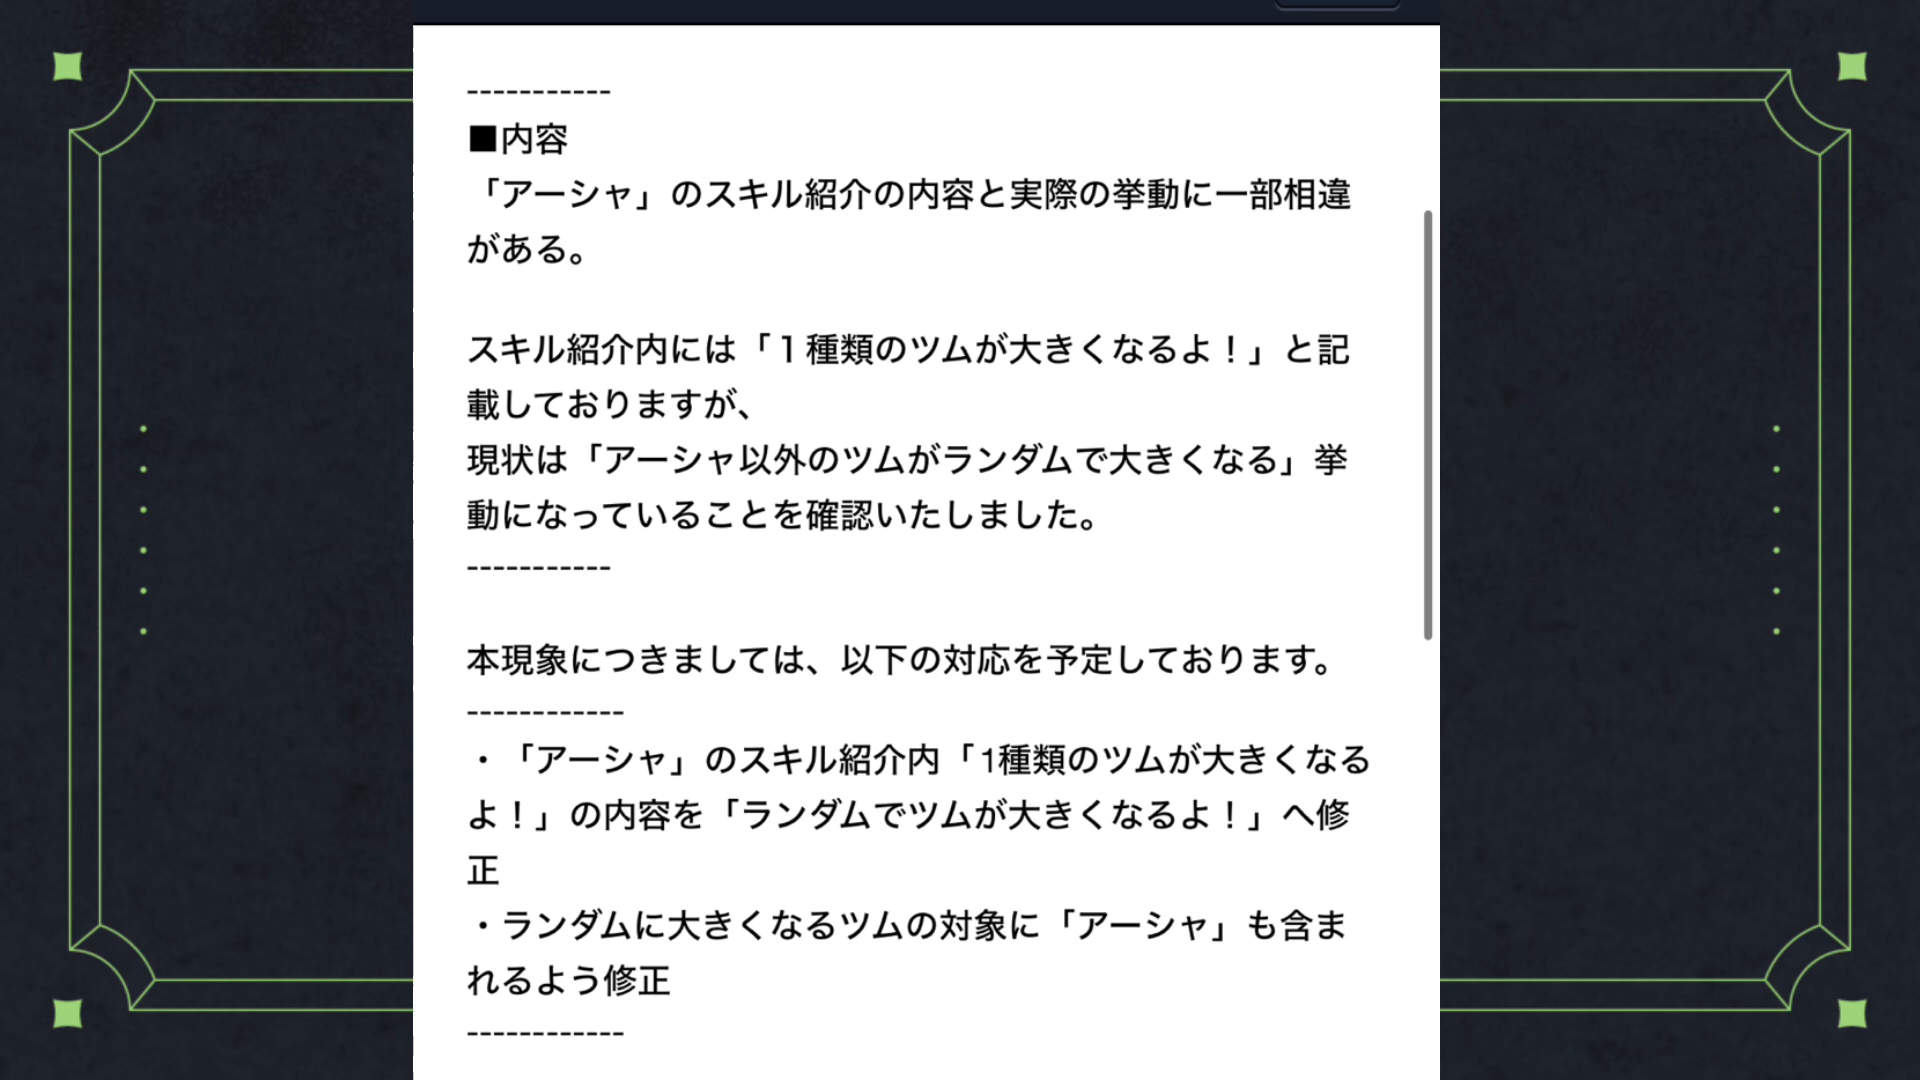 -----------
■内容
「アーシャ」のスキル紹介の内容と実際の挙動に一部相違
がある。
スキル紹介内には「１種類のツムが大きくなるよ！」と記
載しておりますが、
現状は「アーシャ以外のツムがランダムで大きくなる」挙
動になっていることを確認いたしました。
-----------
本現象につきましては、以下の対応を予定しております。
------------
・「アーシャ」のスキル紹介内「1種類のツムが大きくなる
よ！」の内容を「ランダムでツムが大きくなるよ！」へ修
正
・ランダムに大きくなるツムの対象に「アーシャ」も含ま
れるよう修正
------------